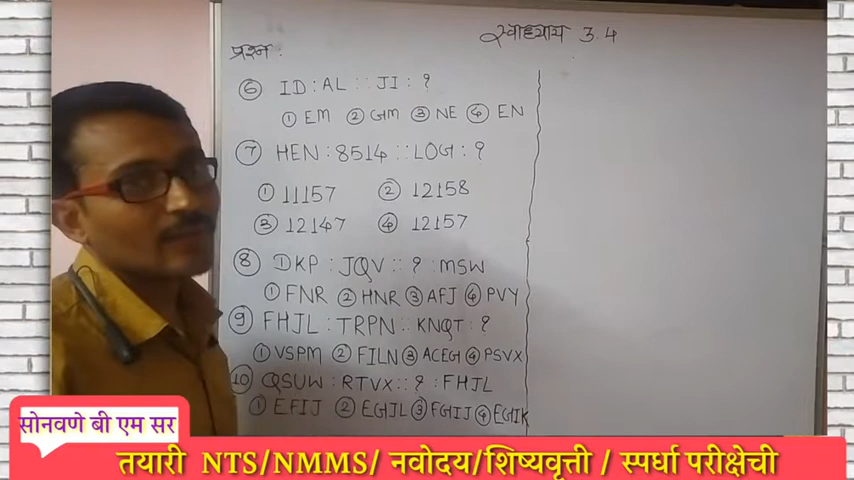 स्वाध्याय 3.4
प्रश्न:
⑥ ID : AL :: JI : ?
① EM ② GM ③ NE ④ EN
⑦ HEN : 8514 :: LOG : ?
① 11157 ② 12158
③ 12147 ④ 12157
⑧ DKP : JQV :: ? : MSW
① FNR ② HNR ③ AFJ ④ PVY
⑨ FHJL : TRPN :: KNQT : ?
① VSPM ② FILN ③ ACEG ④ PSVX
⑩ QSUW : RTVX :: ? : FHJL
① EFIJ ② EGJL ③ FGIJ ④ EGIK
सोनवणे बी एम सर
तयारी NTS/NMMS/ नवोदय/शिष्यवृत्ती / स्पर्धा परीक्षेची